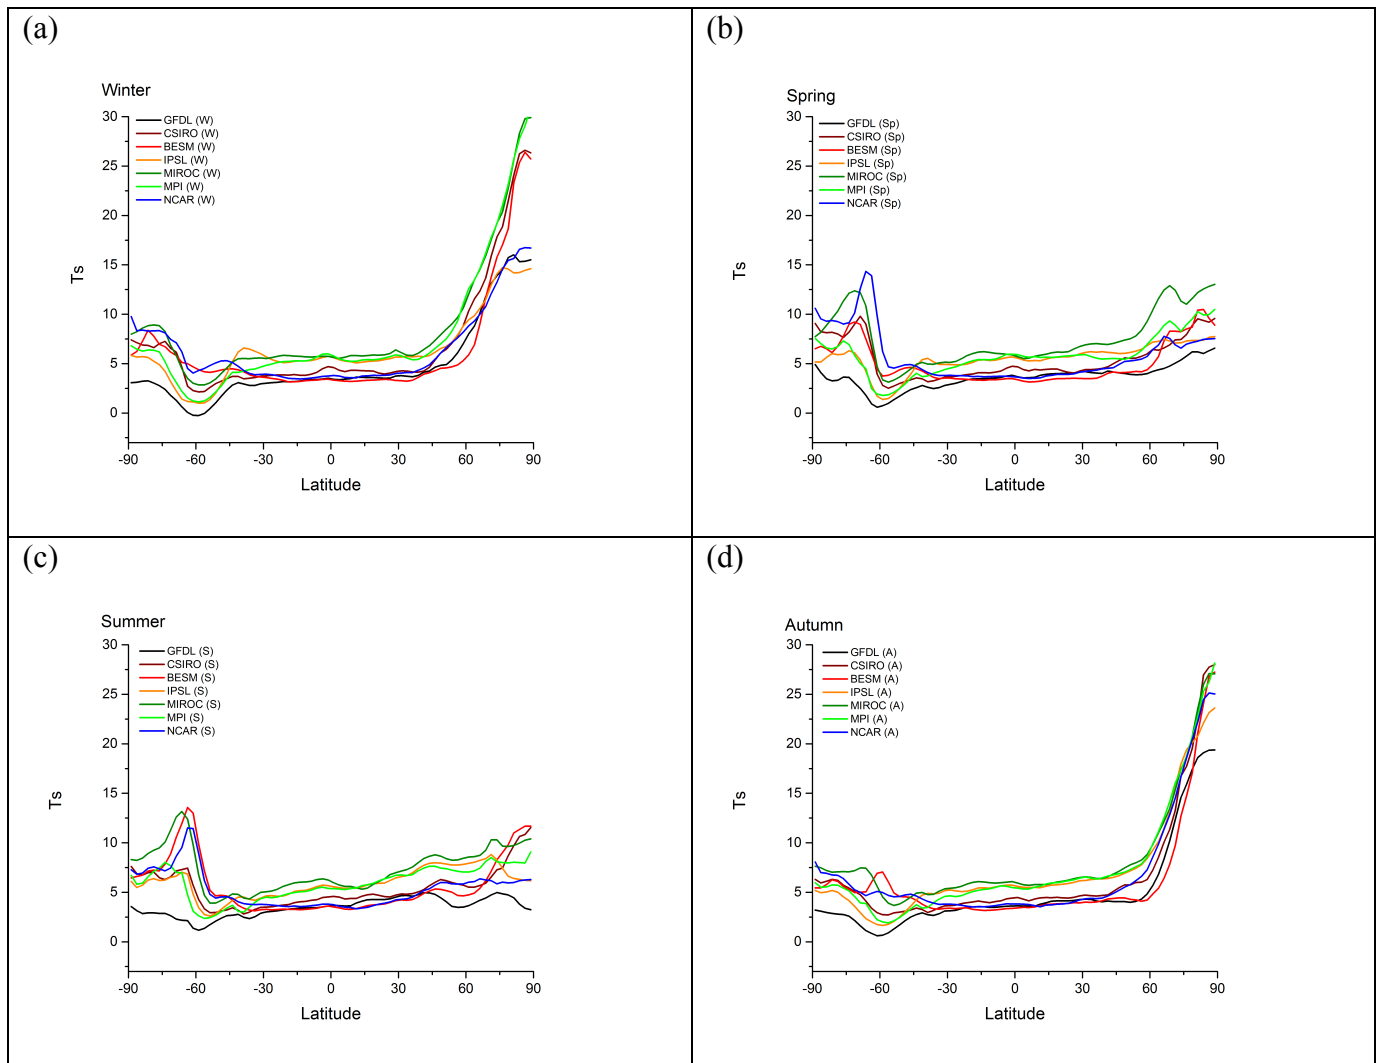 (a)
Winter
30
25
20
15
10
5
0
Ts
GFDL (W)
CSIRO (W)
BESM (W)
IPSL (W)
MIROC (W)
MPI (W)
NCAR (W)
-90 -60 -30 0 30 60 90
Latitude
(b)
Spring
30
25
20
15
10
5
0
Ts
GFDL (Sp)
CSIRO (Sp)
BESM (Sp)
IPSL (Sp)
MIROC (Sp)
MPI (Sp)
NCAR (Sp)
-90 -60 -30 0 30 60 90
Latitude
(c)
Summer
30
25
20
15
10
5
0
Ts
GFDL (S)
CSIRO (S)
BESM (S)
IPSL (S)
MIROC (S)
MPI (S)
NCAR (S)
-90 -60 -30 0 30 60 90
Latitude
(d)
Autumn
30
25
20
15
10
5
0
Ts
GFDL (A)
CSIRO (A)
BESM (A)
IPSL (A)
MIROC (A)
MPI (A)
NCAR (A)
-90 -60 -30 0 30 60 90
Latitude